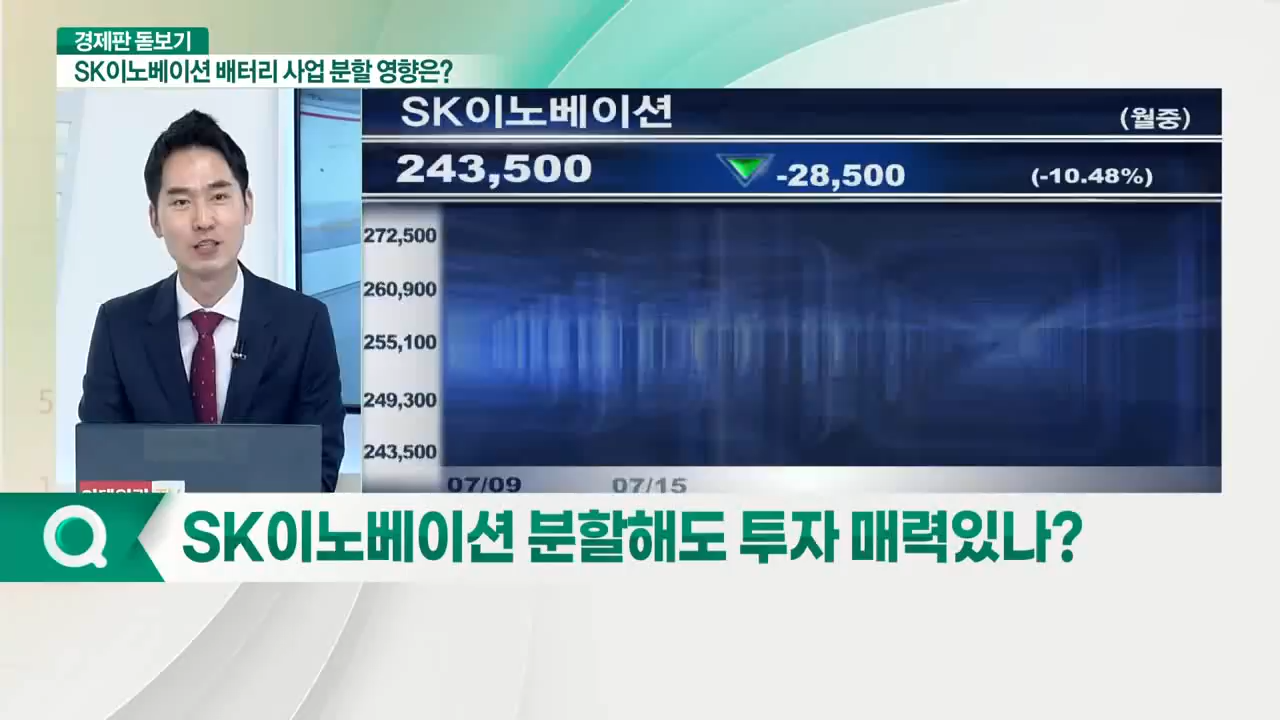 경제판 돋보기
SK이노베이션 배터리 사업 분할 영향은?
SK이노베이션
(월중)
243,500
-28,500
(-10.48%)
272,500
260,900
255,100
249,300
243,500
07/09
07/15
SK이노베이션 분할해도 투자 매력있나?